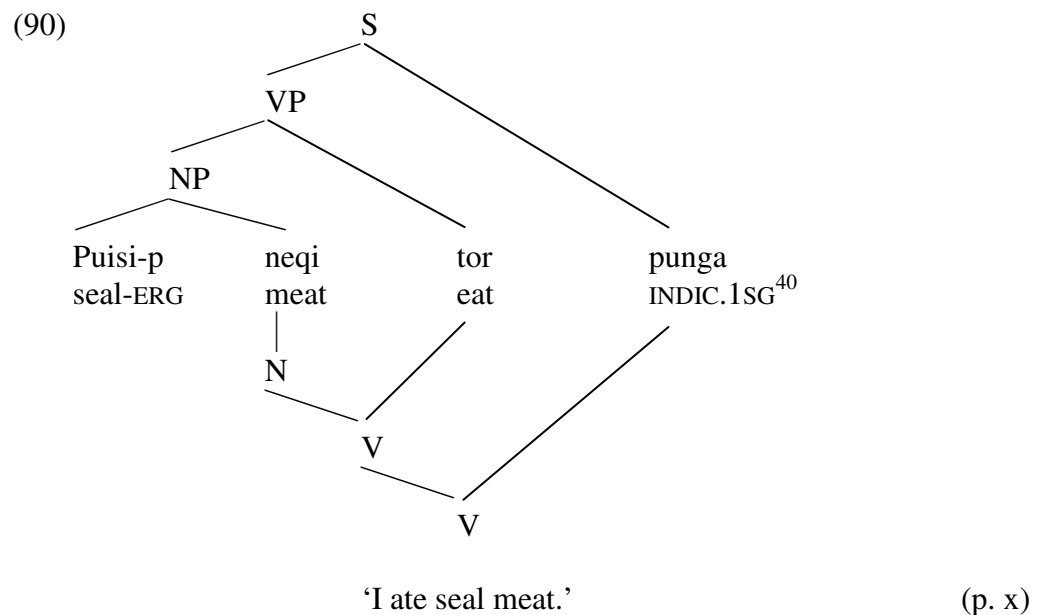 (90) S
VP
NP
Puisi-p neqi tor punga
seal-ERG meat eat INDIC.1SG40
N
V
V
‘I ate seal meat.’ (p. x)